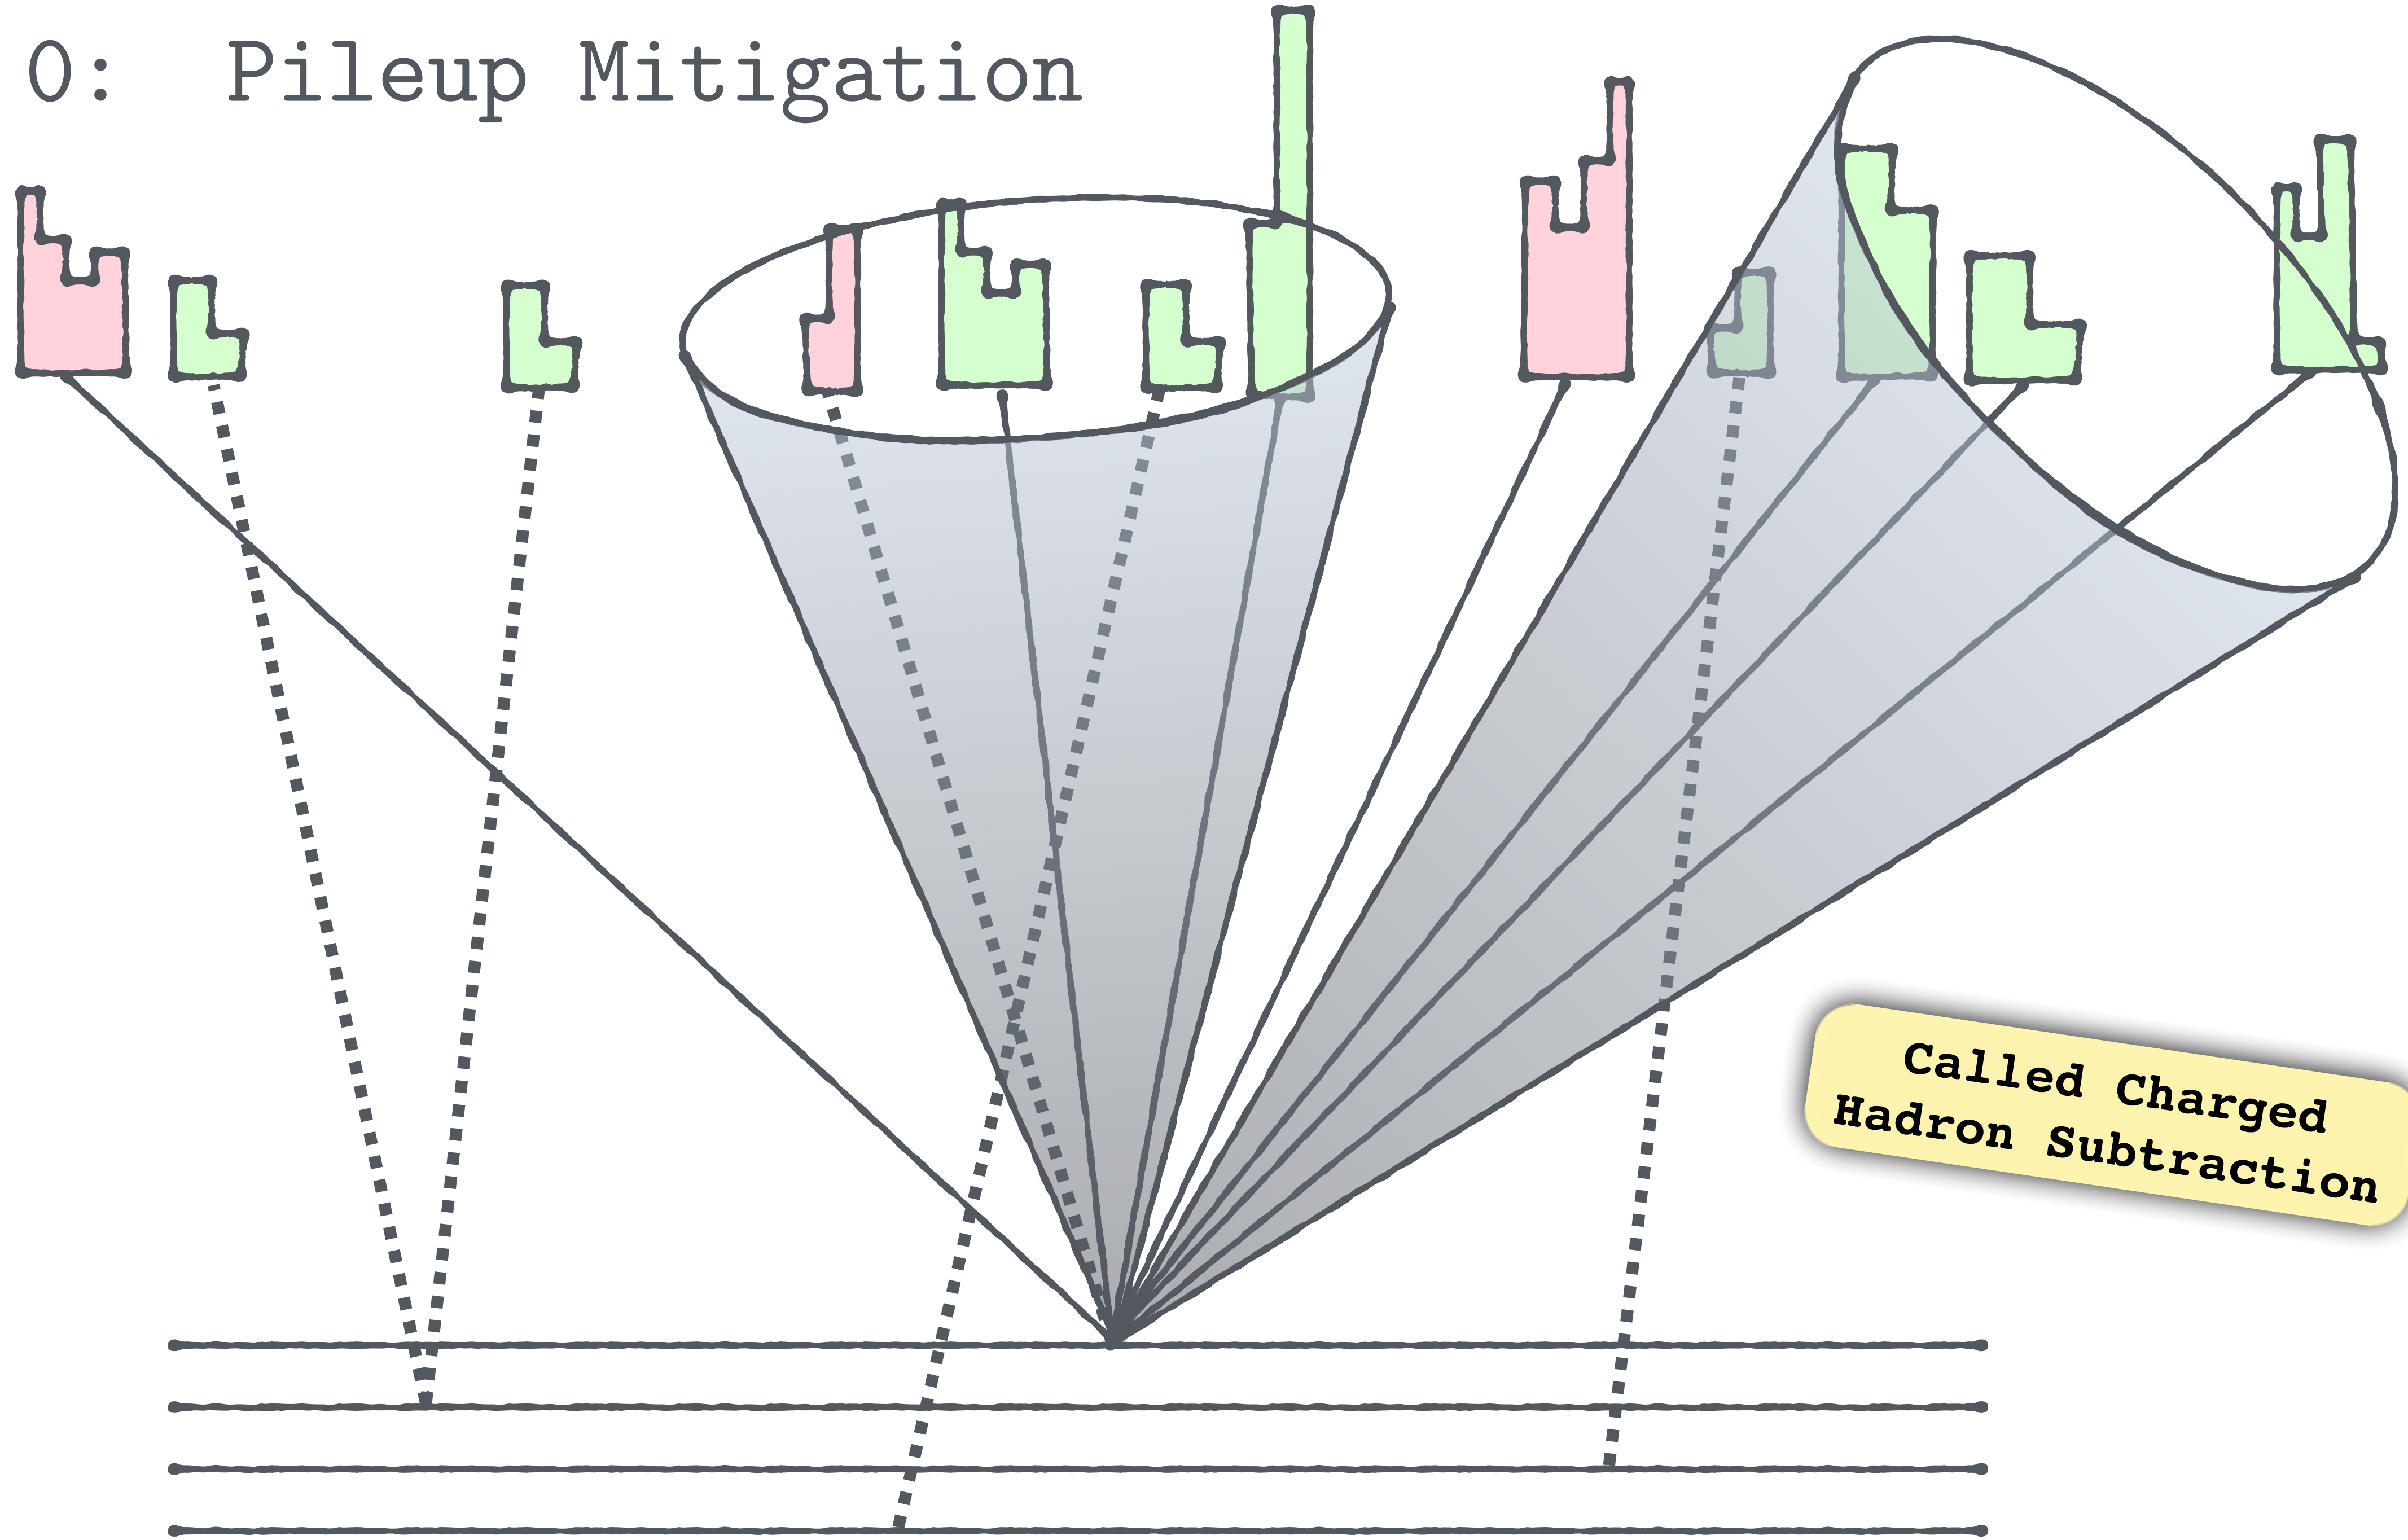 0: Pileup Mitigation
Called Charged
Hadron Subtraction